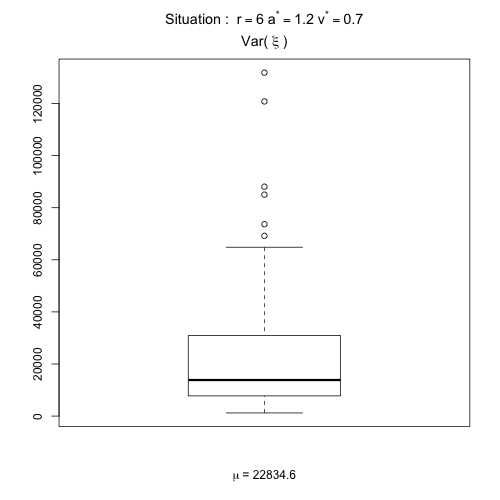 Situation :  r = 6 a* = 1.2 v* = 0.7
Var( ξ )
120000
100000
80000
60000
40000
20000
0
μ = 22834.6